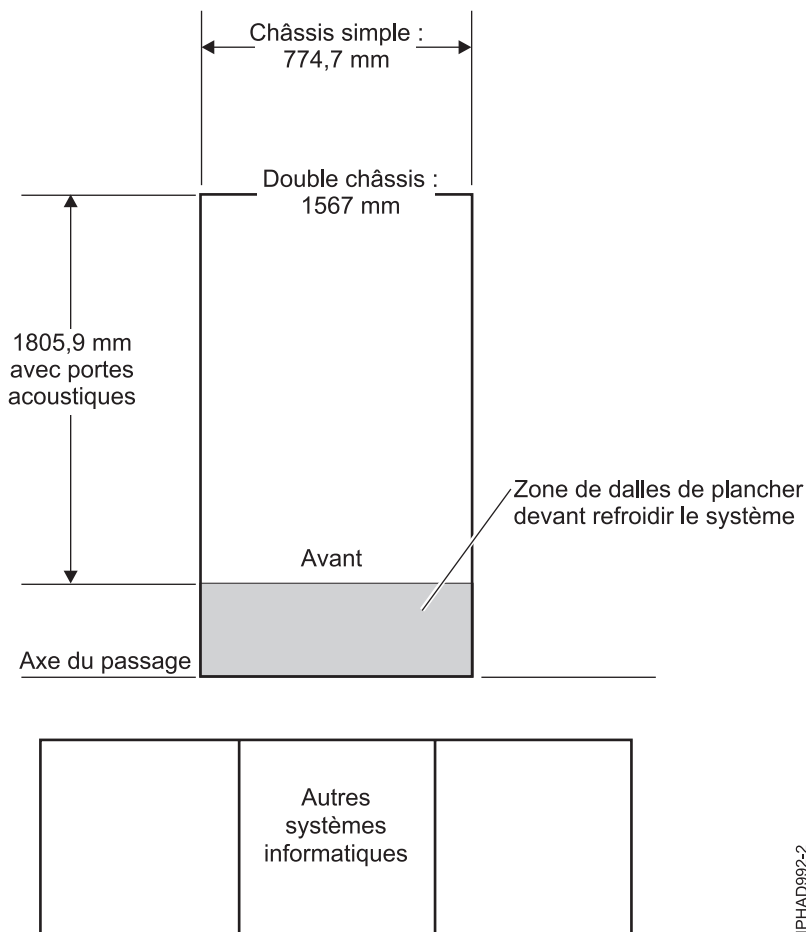 Châssis simple :
774,7 mm
Double châssis :
1567 mm
1805,9 mm
avec portes
acoustiques
Zone de dalles de plancher
devant refroidir le système
Avant
Axe du passage
Autres
systèmes
informatiques
IPHAD992-2